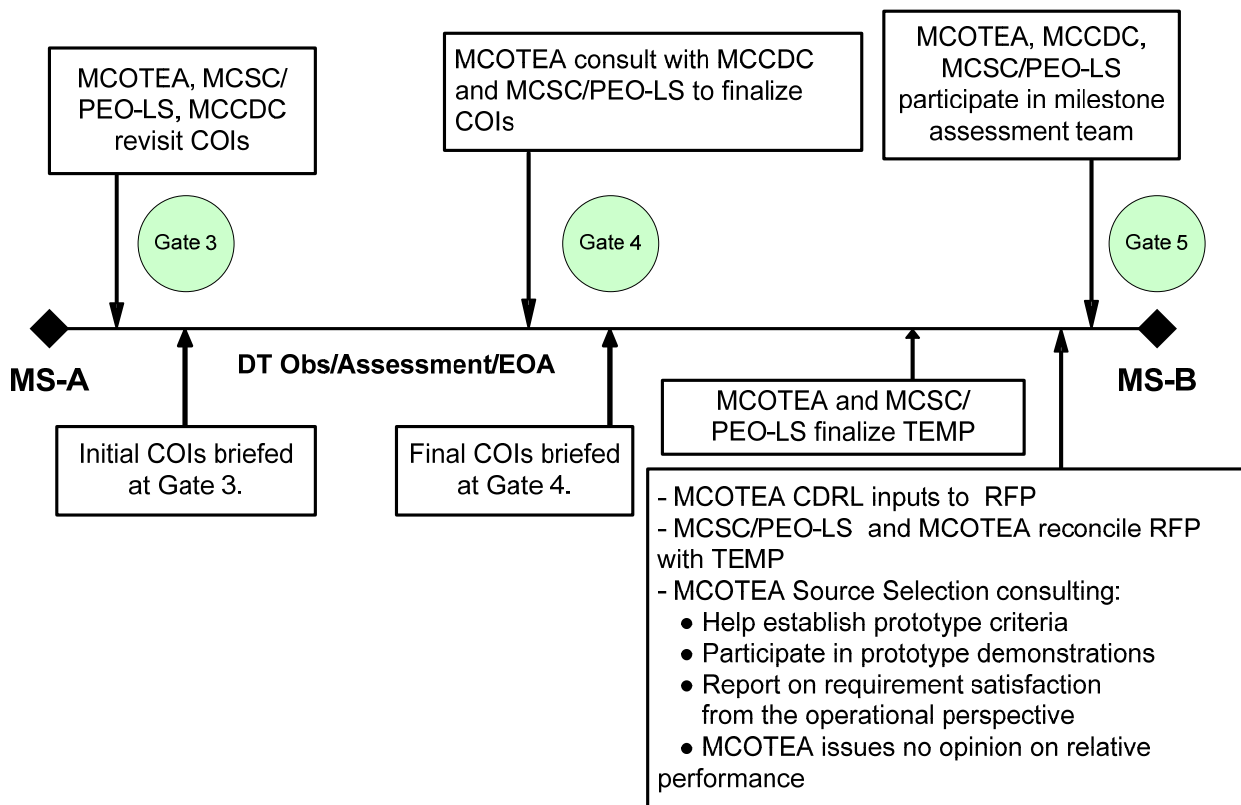 MCOTEA, MCSC/
PEO-LS, MCCDC
revisit COIs
MCOTEA consult with MCCDC
and MCSC/PEO-LS to finalize
COIs
MCOTEA, MCCDC,
MCSC/PEO-LS
participate in milestone
assessment team
Gate 3
Gate 4
Gate 5
MS-A
DT Obs/Assessment/EOA
MS-B
Initial COIs briefed
at Gate 3.
Final COIs briefed
at Gate 4.
MCOTEA and MCSC/
PEO-LS finalize TEMP
- MCOTEA CDRL inputs to RFP
- MCSC/PEO-LS and MCOTEA reconcile RFP
with TEMP
- MCOTEA Source Selection consulting:
● Help establish prototype criteria
● Participate in prototype demonstrations
● Report on requirement satisfaction
from the operational perspective
● MCOTEA issues no opinion on relative
performance